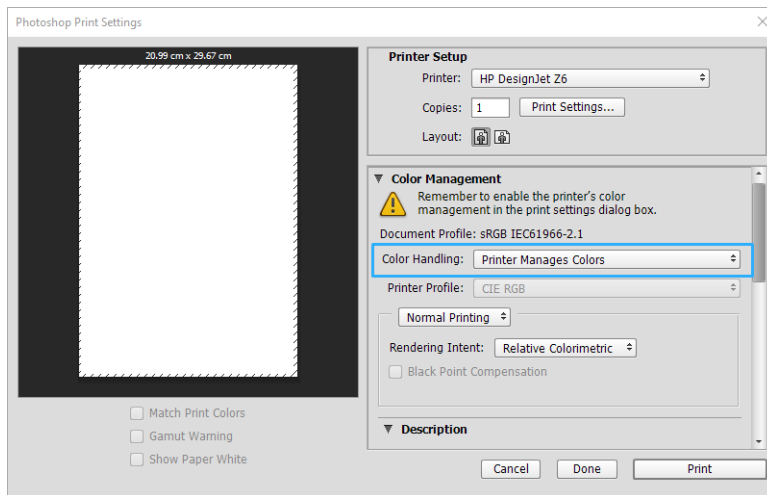 Photoshop Print Settings
20.99 cm x 29.67 cm
Match Print Colors
Gamut Warning
Show Paper White
Printer Setup
Printer: HP DesignJet Z6
Copies: 1 Print Settings...
Layout:
Color Management
Remember to enable the printer's color
management in the print settings dialog box.
Document Profile: sRGB IEC61966-2.1
Color Handling: Printer Manages Colors
Printer Profile: CIE RGB
Normal Printing
Rendering Intent: Relative Colorimetric
Black Point Compensation
Description
Cancel Done Print